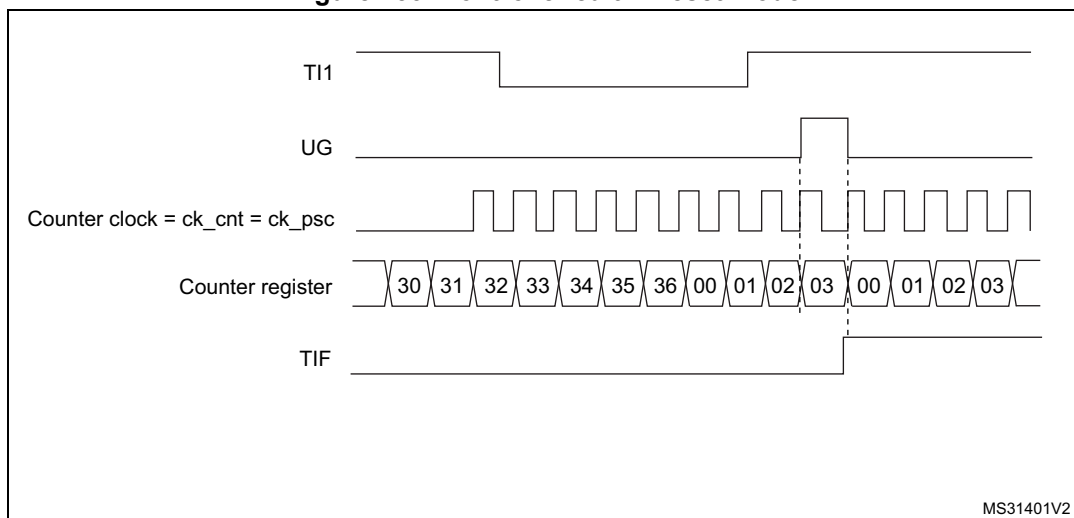 TI1
UG
Counter clock = ck_cnt = ck_psc
Counter register
30 31 32 33 34 35 36 00 01 02 03 00 01 02 03
TIF
MS31401V2